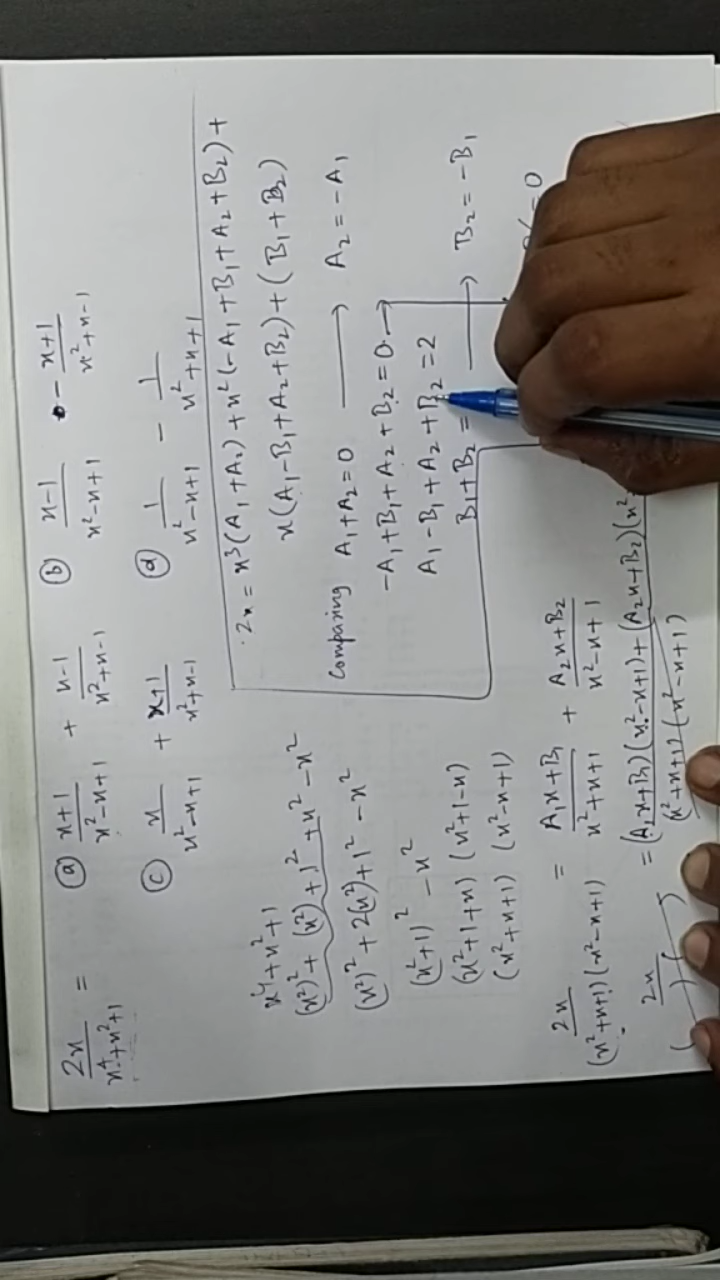 2x/(x⁴+x²+1) =
(a) (x+1)/(x²-x+1) + (x-1)/(x²+x-1)
(b) (x-1)/(x²-x+1) - (x+1)/(x²+x-1)
(c) x/(x²-x+1) + (x+1)/(x²+x-1)
(d) 1/(x²-x+1) - 1/(x²+x+1)
x⁴+x²+1
(x²)² + (x²) + 1² + x² - x²
(x²)² + 2(x²) + 1² - x²
(x²+1)² - x²
(x²+1+x) (x²+1-x)
(x²+x+1) (x²-x+1)
2x/((x²+x+1)(x²-x+1)) = (A₁x+B₁)/(x²+x+1) + (A₂x+B₂)/(x²-x+1)
2x/( )( ) = (A₁x+B₁)(x²-x+1) + (A₂x+B₂)(x²
(x²+x+1) (x²-x+1)
2x = x³(A₁+A₂) + x²(-A₁+B₁+A₂+B₂) +
x(A₁-B₁+A₂+B₂) + (B₁+B₂)
Comparing A₁+A₂=0 → A₂=-A₁
-A₁+B₁+A₂+B₂=0 →
A₁-B₁+A₂+B₂=2
B₁+B₂= → B₂=-B₁
=0